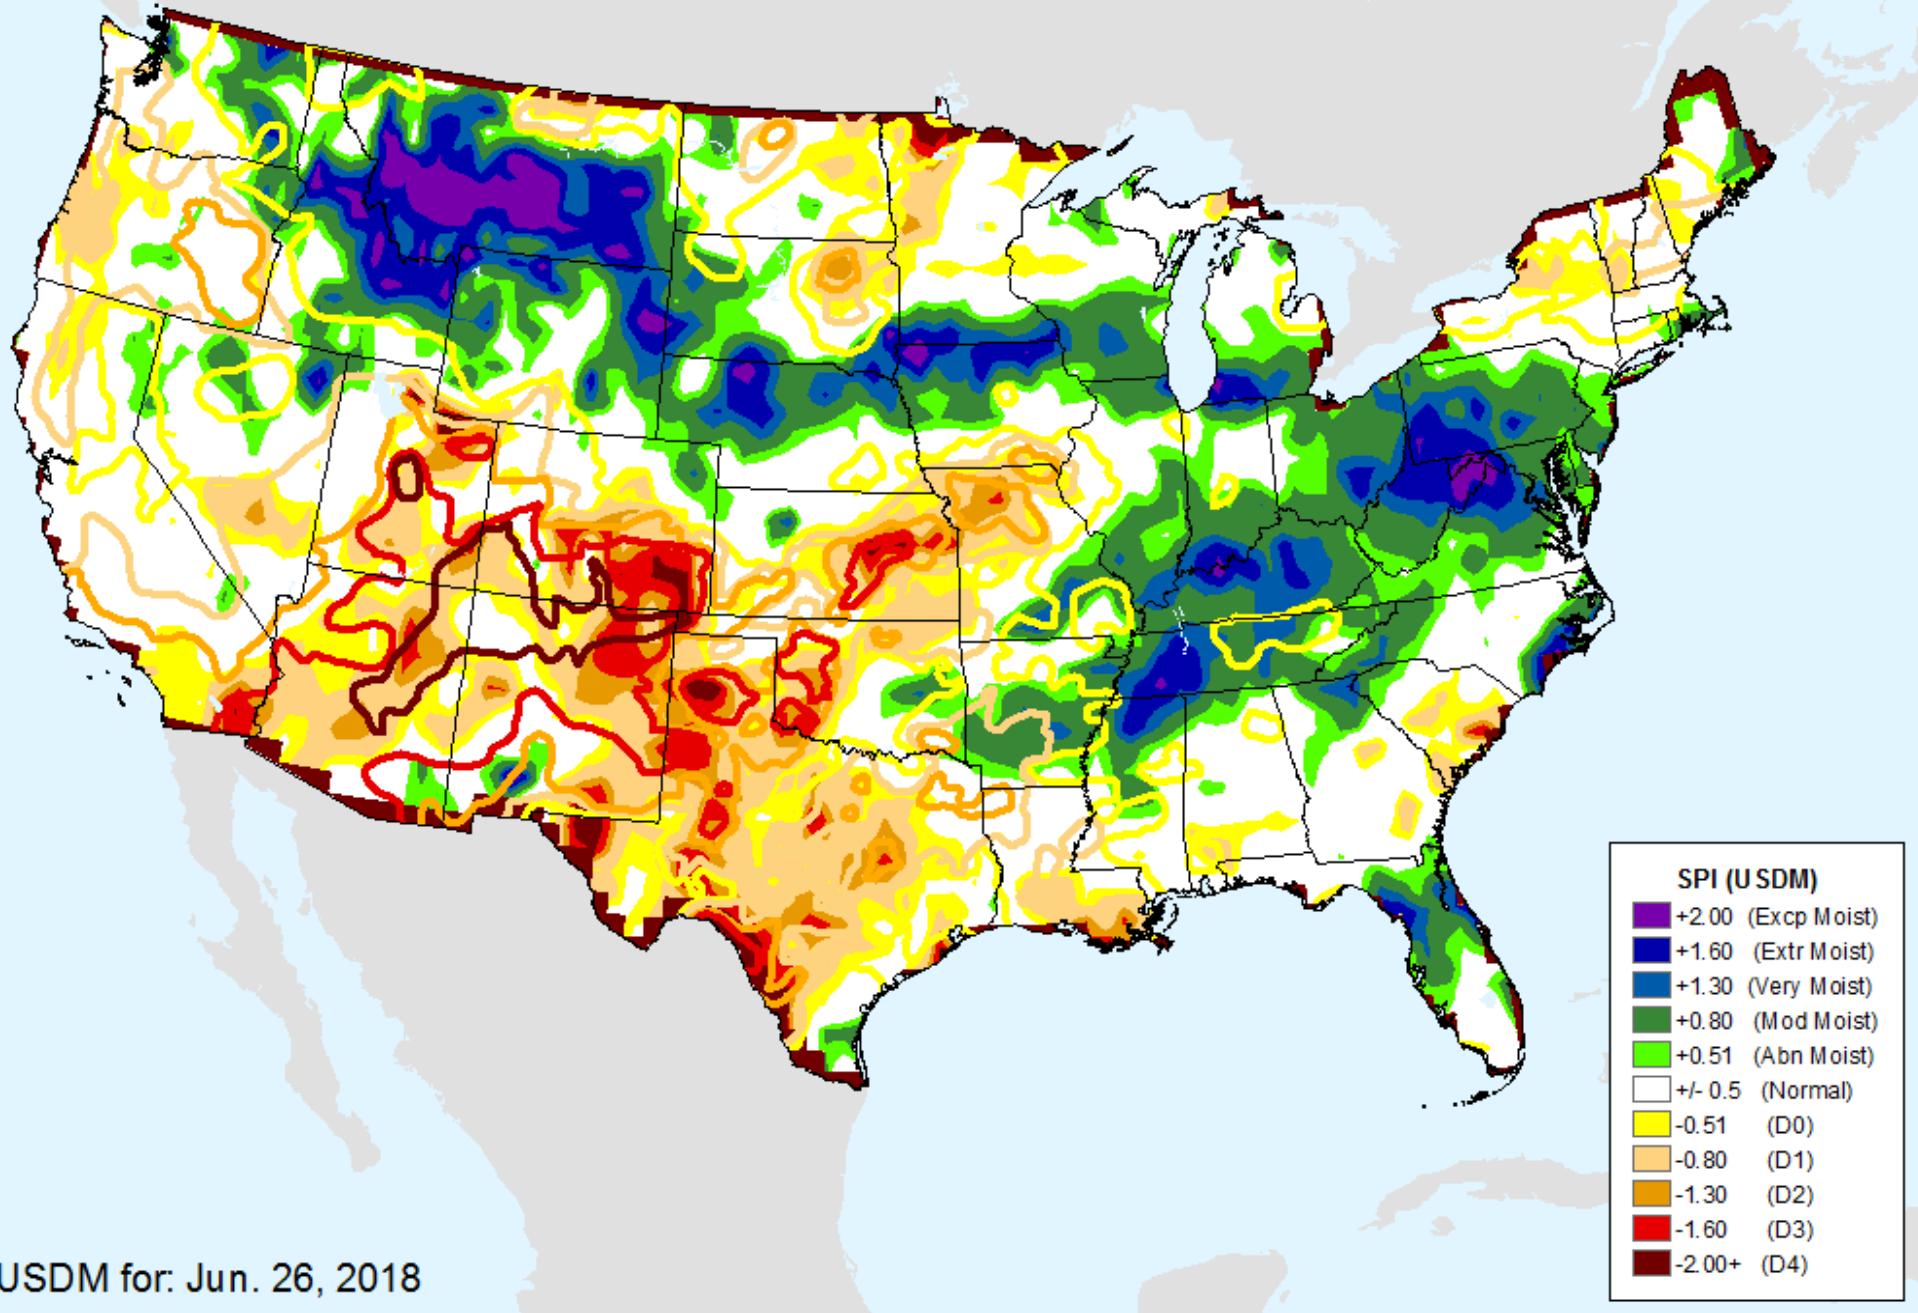 SPI (USDM)
+2.00 (Excp Moist)
+1.60 (Extr Moist)
+1.30 (Very Moist)
+0.80 (Mod Moist)
+0.51 (Abn Moist)
+/- 0.5 (Normal)
-0.51 (D0)
-0.80 (D1)
-1.30 (D2)
-1.60 (D3)
-2.00+ (D4)
USDM for: Jun. 26, 2018